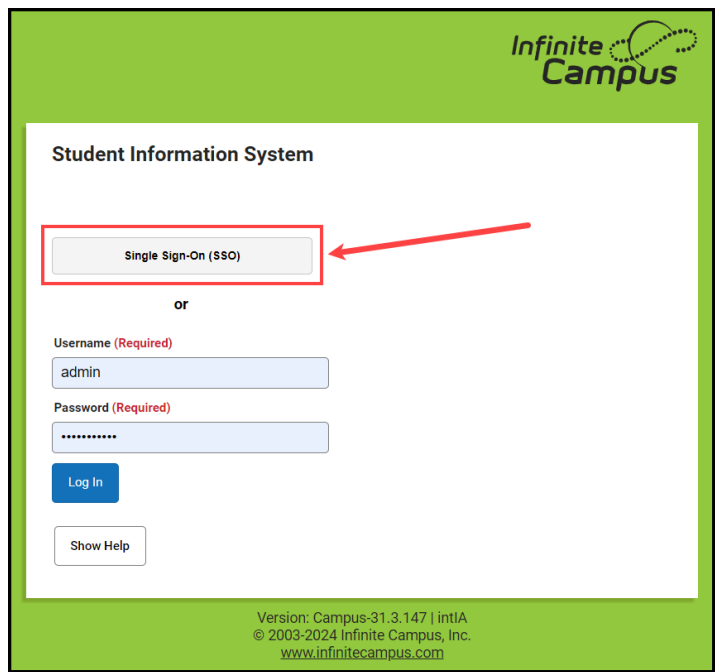 Infinite
Campus
Student Information System
Single Sign-On (SSO)
or
Username (Required)
admin
Password (Required)
•••••••••••
Log In
Show Help
Version: Campus-31.3.147 | intIA
© 2003-2024 Infinite Campus, Inc.
www.infinitecampus.com